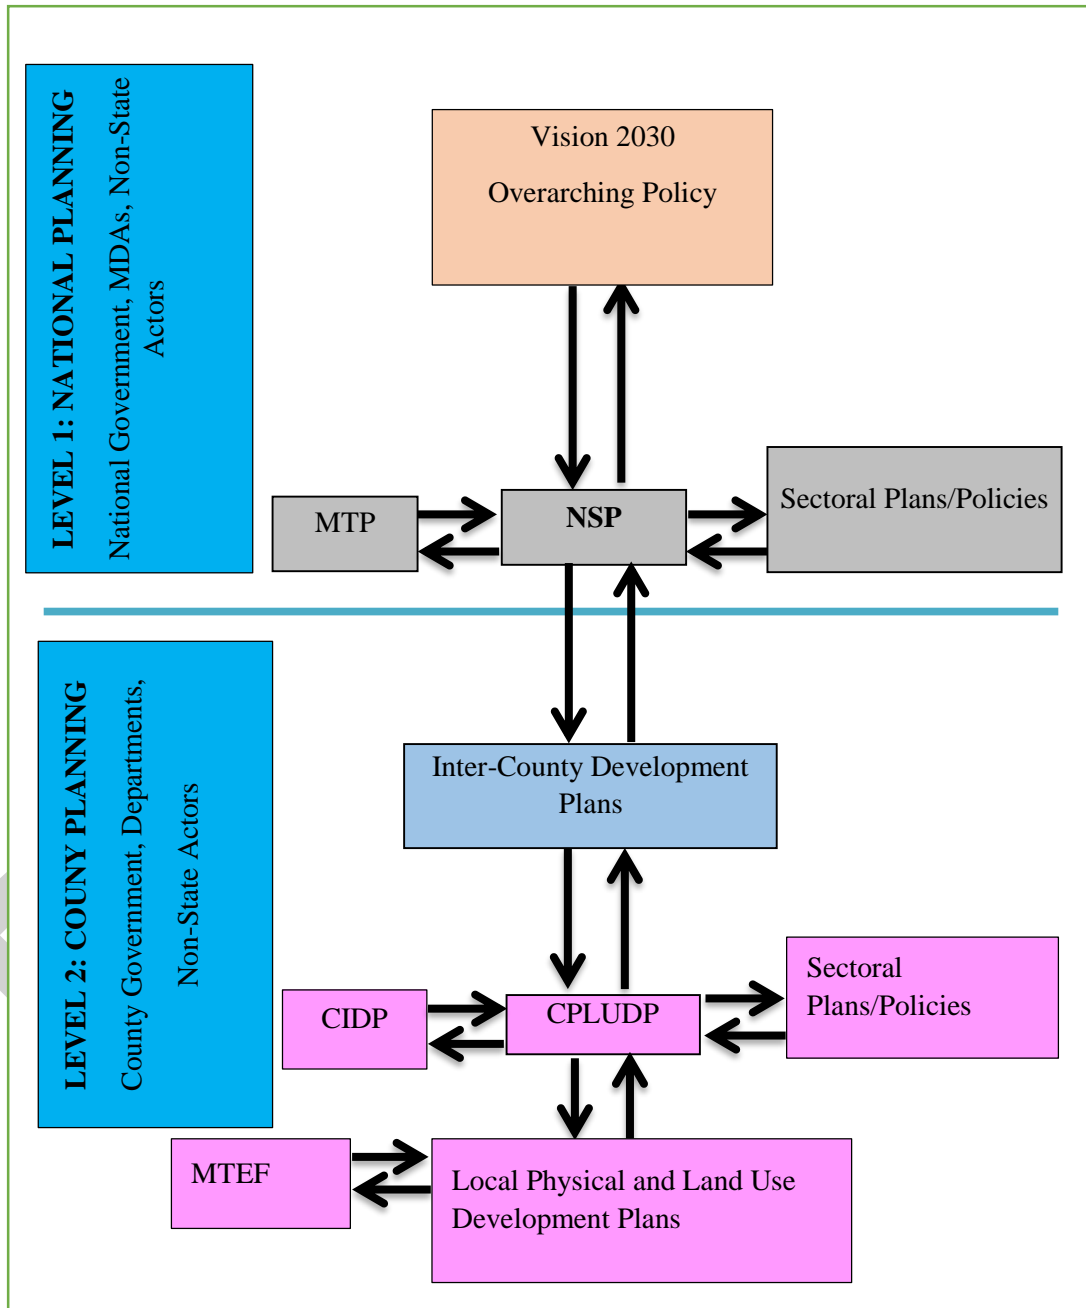 LEVEL 1: NATIONAL PLANNING
National Government, MDAs, Non-State
Actors
Vision 2030
Overarching Policy
MTP
NSP
Sectoral Plans/Policies
LEVEL 2: COUNY PLANNING
County Government, Departments,
Non-State Actors
Inter-County Development
Plans
CIDP
CPLUDP
Sectoral
Plans/Policies
MTEF
Local Physical and Land Use
Development Plans